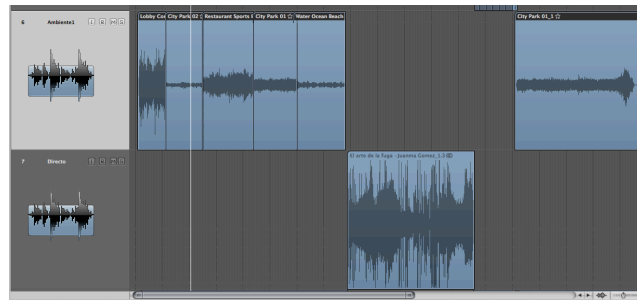 6 Ambiente1 I R M S
Lobby Co
City Park 02
Restaurant Sports F
City Park 01
Water Ocean Beach
City Park 01_1
7 Directo I R M S
El arte de la fuga - Juanma Gomez_1.3